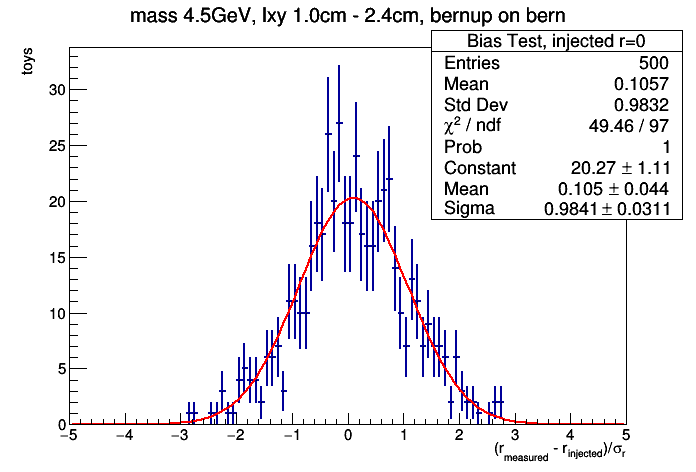 mass 4.5GeV, lxy 1.0cm - 2.4cm, bernup on bern
toys
Bias Test, injected r=0
Entries 500
Mean 0.1057
Std Dev 0.9832
χ² / ndf 49.46 / 97
Prob 1
Constant 20.27 ± 1.11
Mean 0.105 ± 0.044
Sigma 0.9841 ± 0.0311
30
25
20
15
10
5
0
−5 −4 −3 −2 −1 0 1 2 3 4 5
(r_measured - r_injected)/σ_r